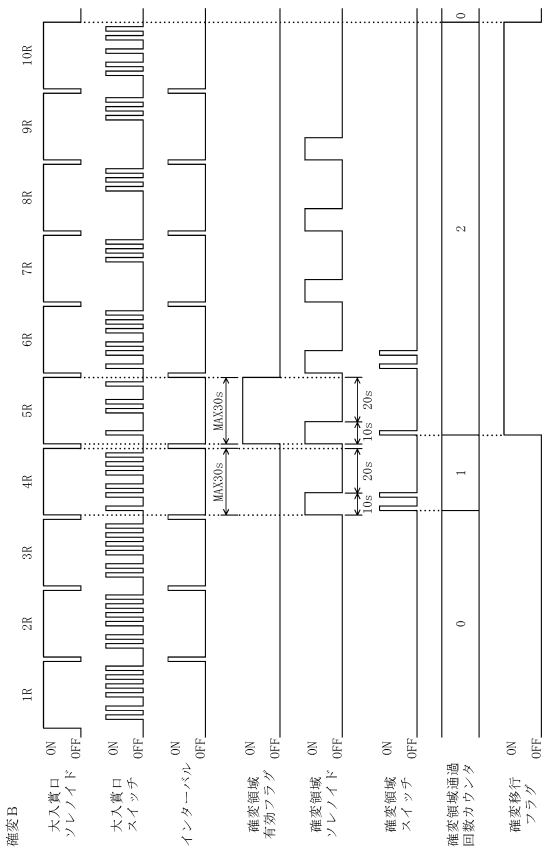 確変B
1R 2R 3R 4R 5R 6R 7R 8R 9R 10R
大入賞口
ソレノイド
ON
OFF
大入賞口
スイッチ
ON
OFF
インターバル
ON
OFF
MAX30s MAX30s
確変領域
有効フラグ
ON
OFF
確変領域
ソレノイド
ON
OFF
10s 20s 10s 20s
確変領域
スイッチ
ON
OFF
確変領域通過
回数カウンタ
0 1 2 0
確変移行
フラグ
ON
OFF